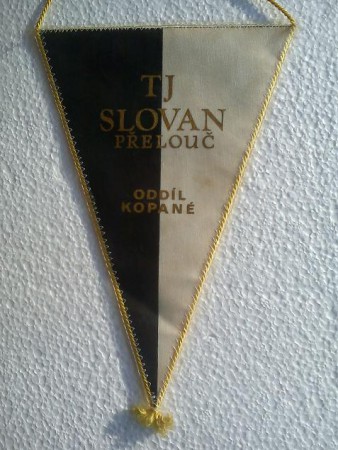 TJ
SLOVAN
PŘELOUČ
ODDÍL
KOPANÉ